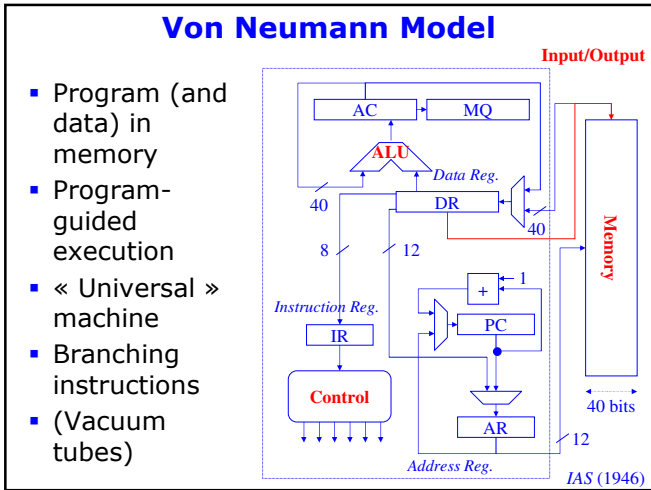 Von Neumann Model
Input/Output
▪ Program (and
data) in
memory
▪ Program-
guided
execution
▪ « Universal »
machine
▪ Branching
instructions
▪ (Vacuum
tubes)
AC
MQ
ALU
Data Reg.
40
DR
40
8
12
Memory
1
+
Instruction Reg.
PC
IR
Control
AR
40 bits
12
Address Reg.
IAS (1946)